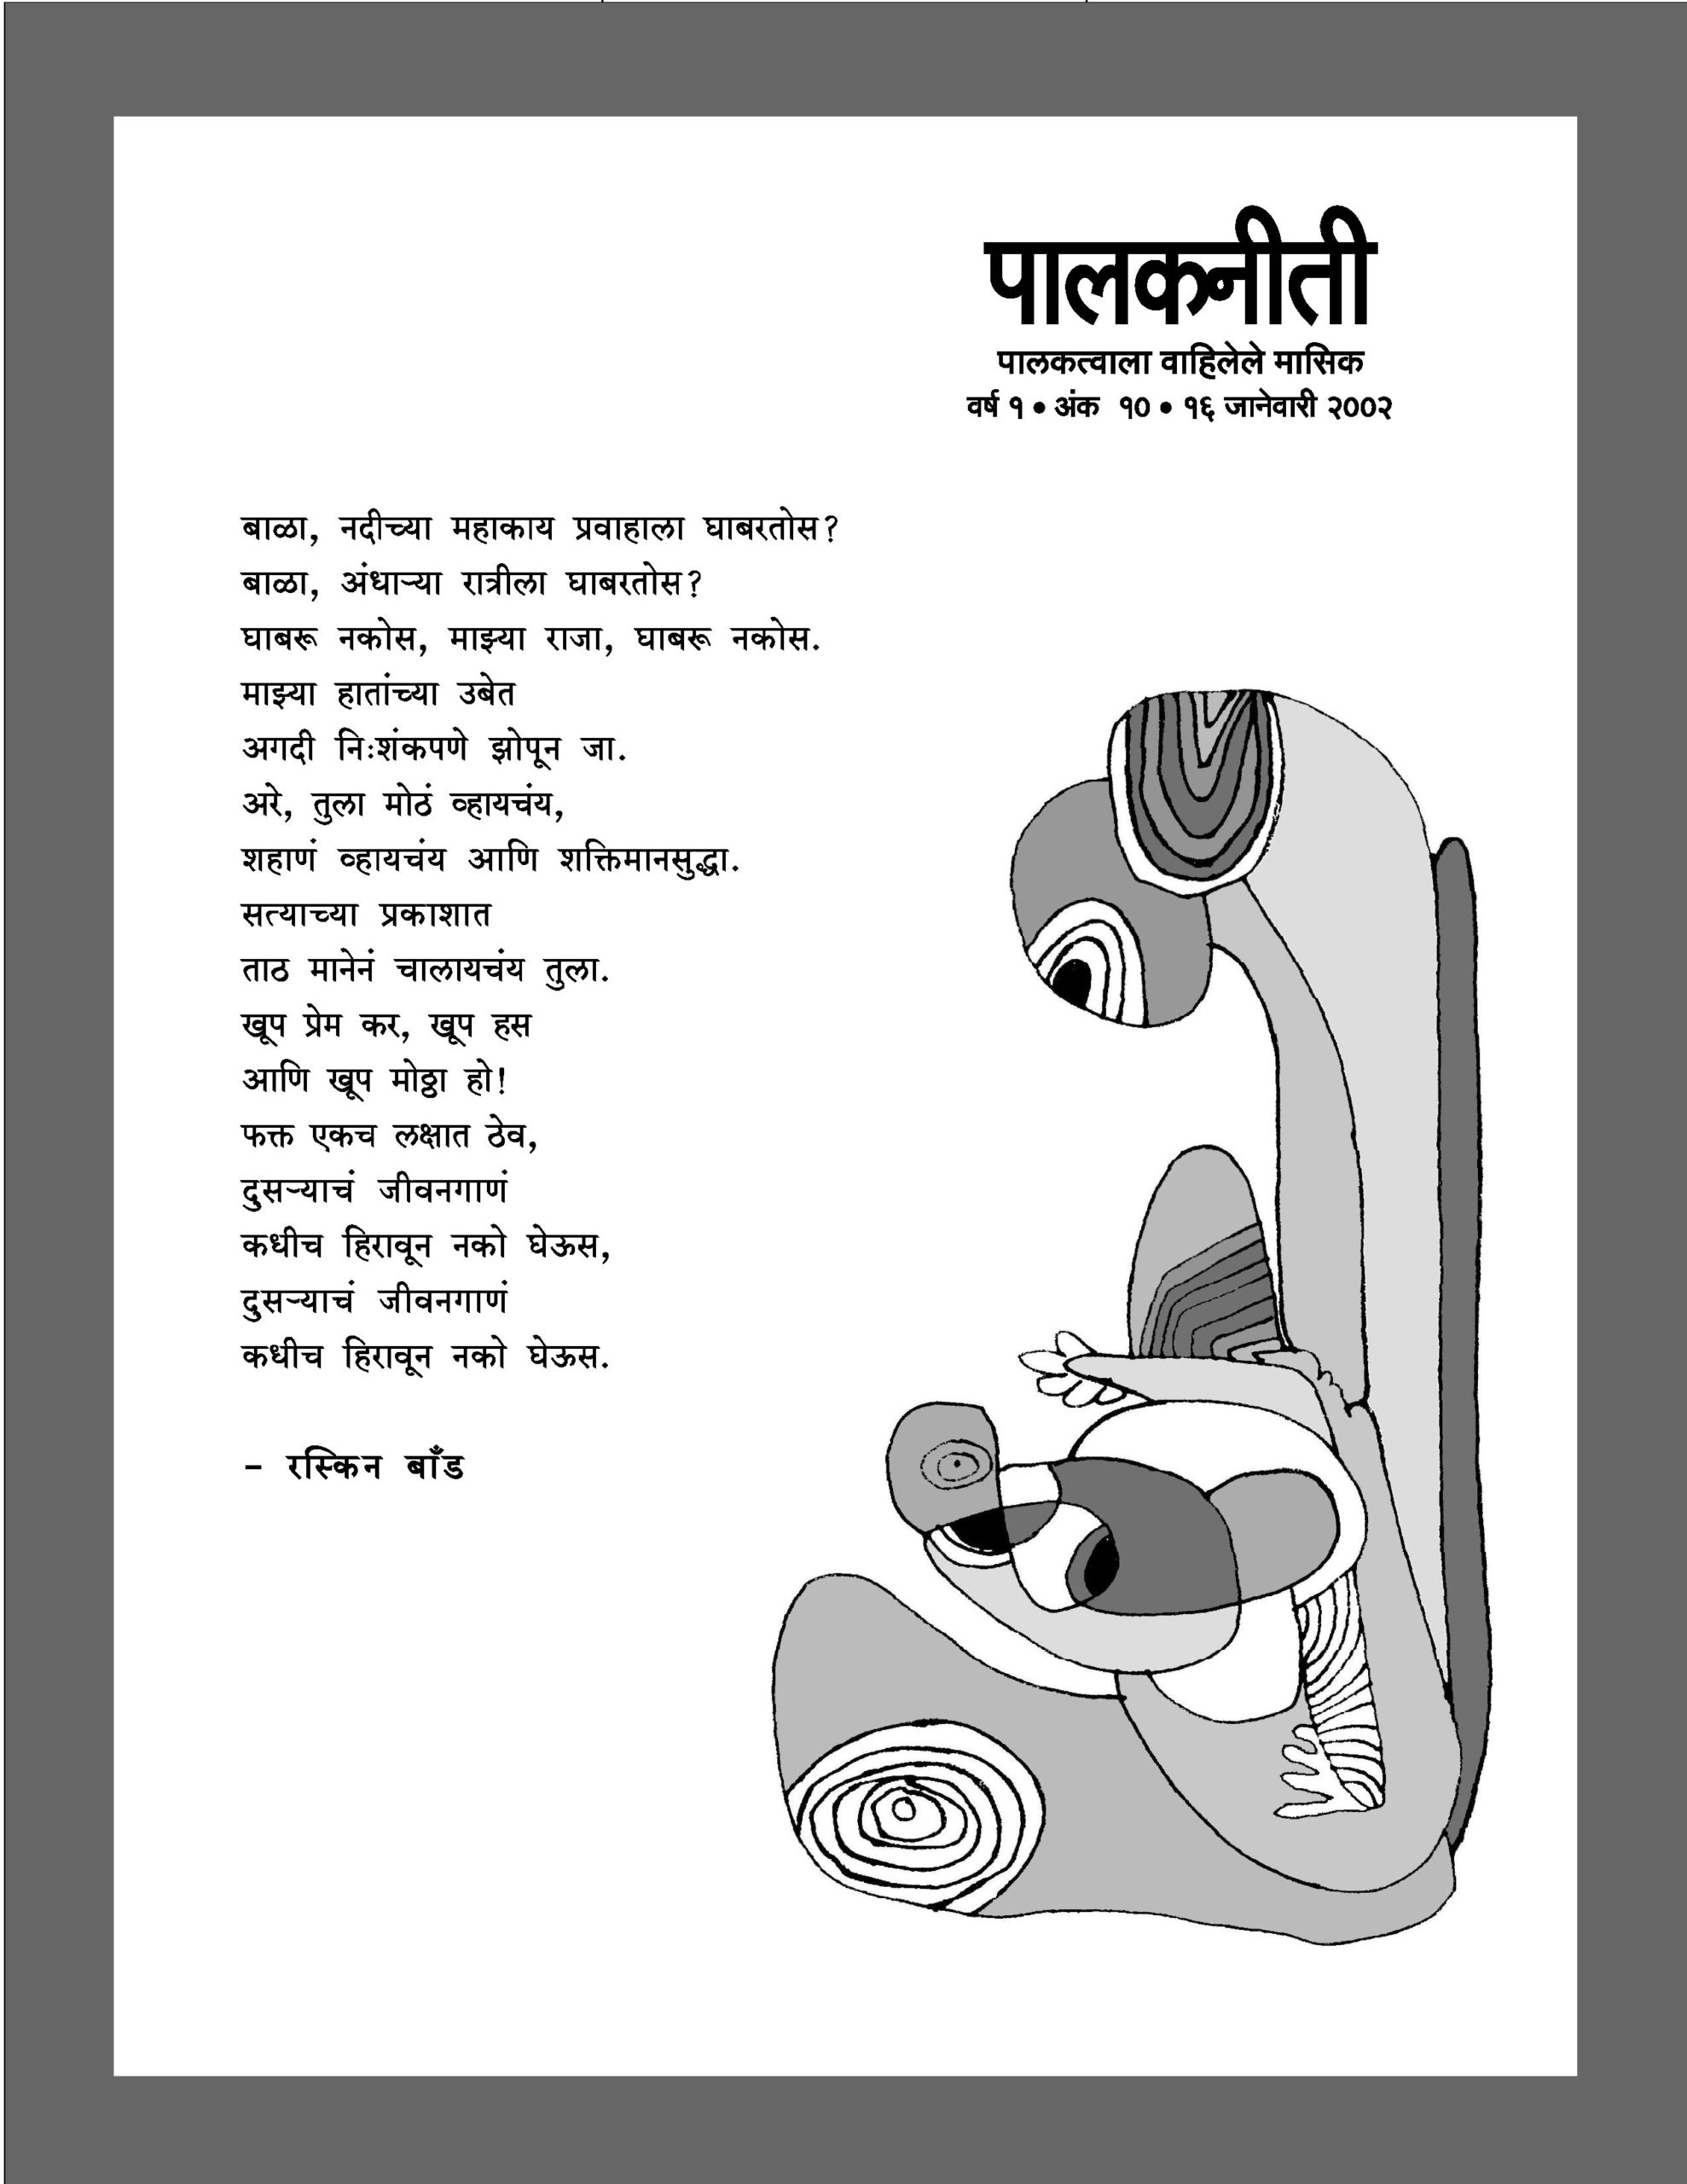 पालकनीती
पालकत्वाला वाहिलेले मासिक
वर्ष १ • अंक १० • १६ जानेवारी २००२
बाळा, नदीच्या महाकाय प्रवाहाला घाबरतोस?
बाळा, अंधाऱ्या रात्रीला घाबरतोस?
घाबरू नकोस, माझ्या राजा, घाबरू नकोस.
माझ्या हातांच्या उबेत
अगदी निःशंकपणे झोपून जा.
अरे, तुला मोठं व्हायचंय,
शहाणं व्हायचंय आणि शक्तिमानसुद्धा.
सत्याच्या प्रकाशात
ताठ मानेनं चालायचंय तुला.
खूप प्रेम कर, खूप हस
आणि खूप मोठ्ठा हो!
फक्त एकच लक्षात ठेव,
दुसऱ्याचं जीवनगाणं
कधीच हिरावून नको घेऊस,
दुसऱ्याचं जीवनगाणं
कधीच हिरावून नको घेऊस.
– रस्किन बाँड